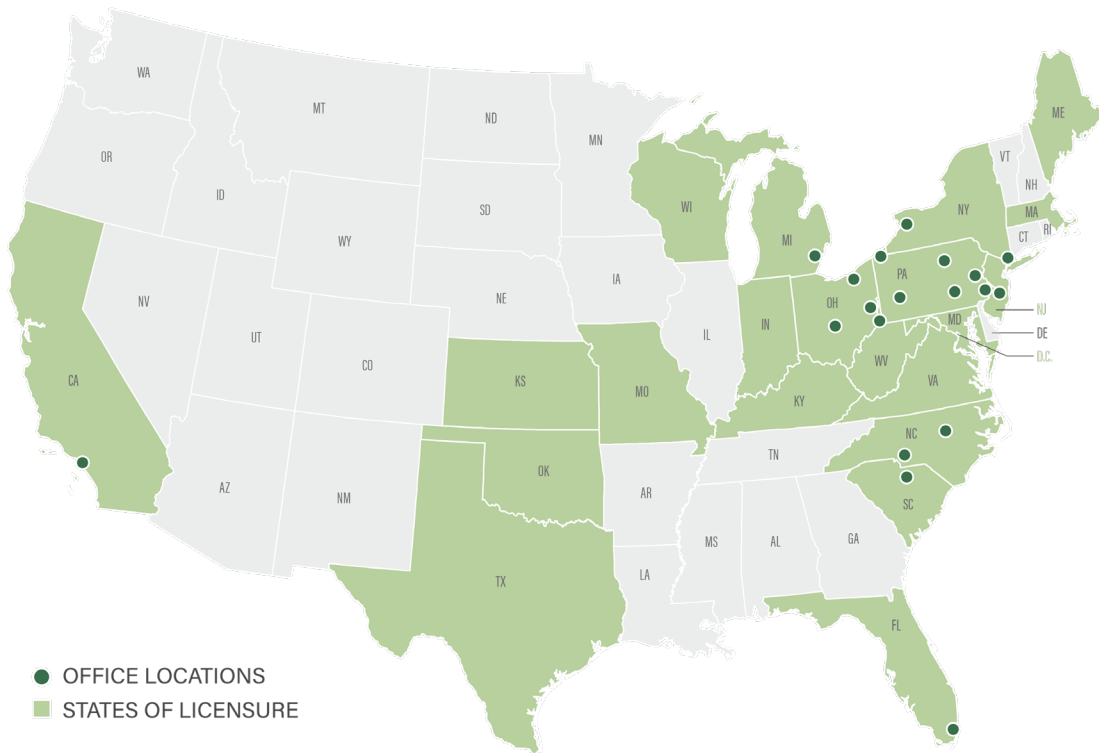 WA
MT
ND
MN
ME
OR
ID
SD
WI
MI
VT
NH
NY
MA
CT
RI
WY
IA
NE
PA
NV
UT
CO
IL
IN
OH
MD
NJ
DE
D.C.
WV
VA
CA
KS
MO
KY
AZ
NM
OK
AR
TN
NC
SC
MS
AL
GA
TX
LA
FL
OFFICE LOCATIONS
STATES OF LICENSURE